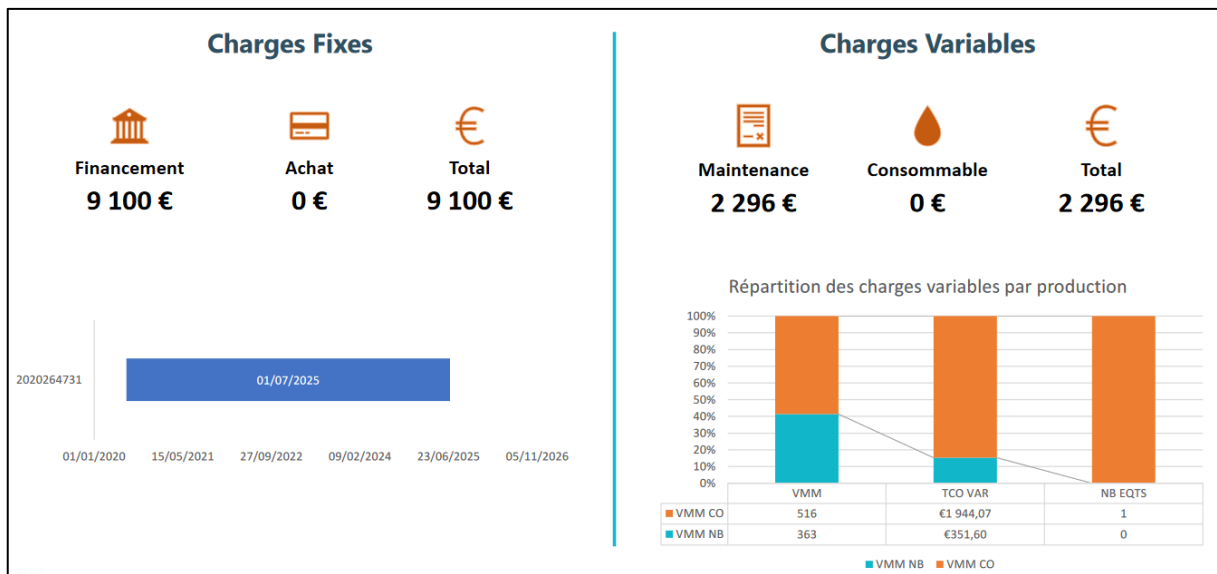 Charges Fixes
Financement
Achat
Total
9 100 €
0 €
9 100 €
2020264731
01/07/2025
01/01/2020
15/05/2021
27/09/2022
09/02/2024
23/06/2025
05/11/2026
Charges Variables
Maintenance
Consommable
Total
2 296 €
0 €
2 296 €
Répartition des charges variables par production
100%
90%
80%
70%
60%
50%
40%
30%
20%
10%
0%
VMM
TCO VAR
NB EQTS
VMM CO
516
€1 944,07
1
VMM NB
363
€351,60
0
VMM NB
VMM CO